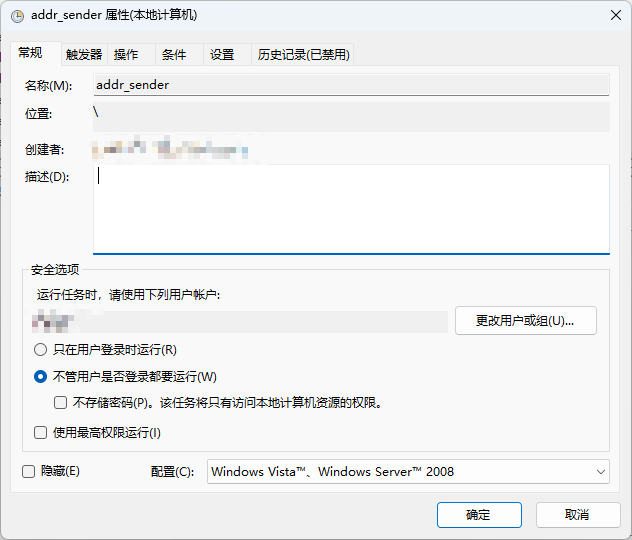 addr_sender 属性(本地计算机)
常规 触发器 操作 条件 设置 历史记录(已禁用)
名称(M): addr_sender
位置: \
创建者:
描述(D):
安全选项
运行任务时，请使用下列用户帐户:
更改用户或组(U)...
只在用户登录时运行(R)
不管用户是否登录都要运行(W)
不存储密码(P)。该任务将只有访问本地计算机资源的权限。
使用最高权限运行(I)
隐藏(E) 配置(C): Windows Vista™、Windows Server™ 2008
确定 取消